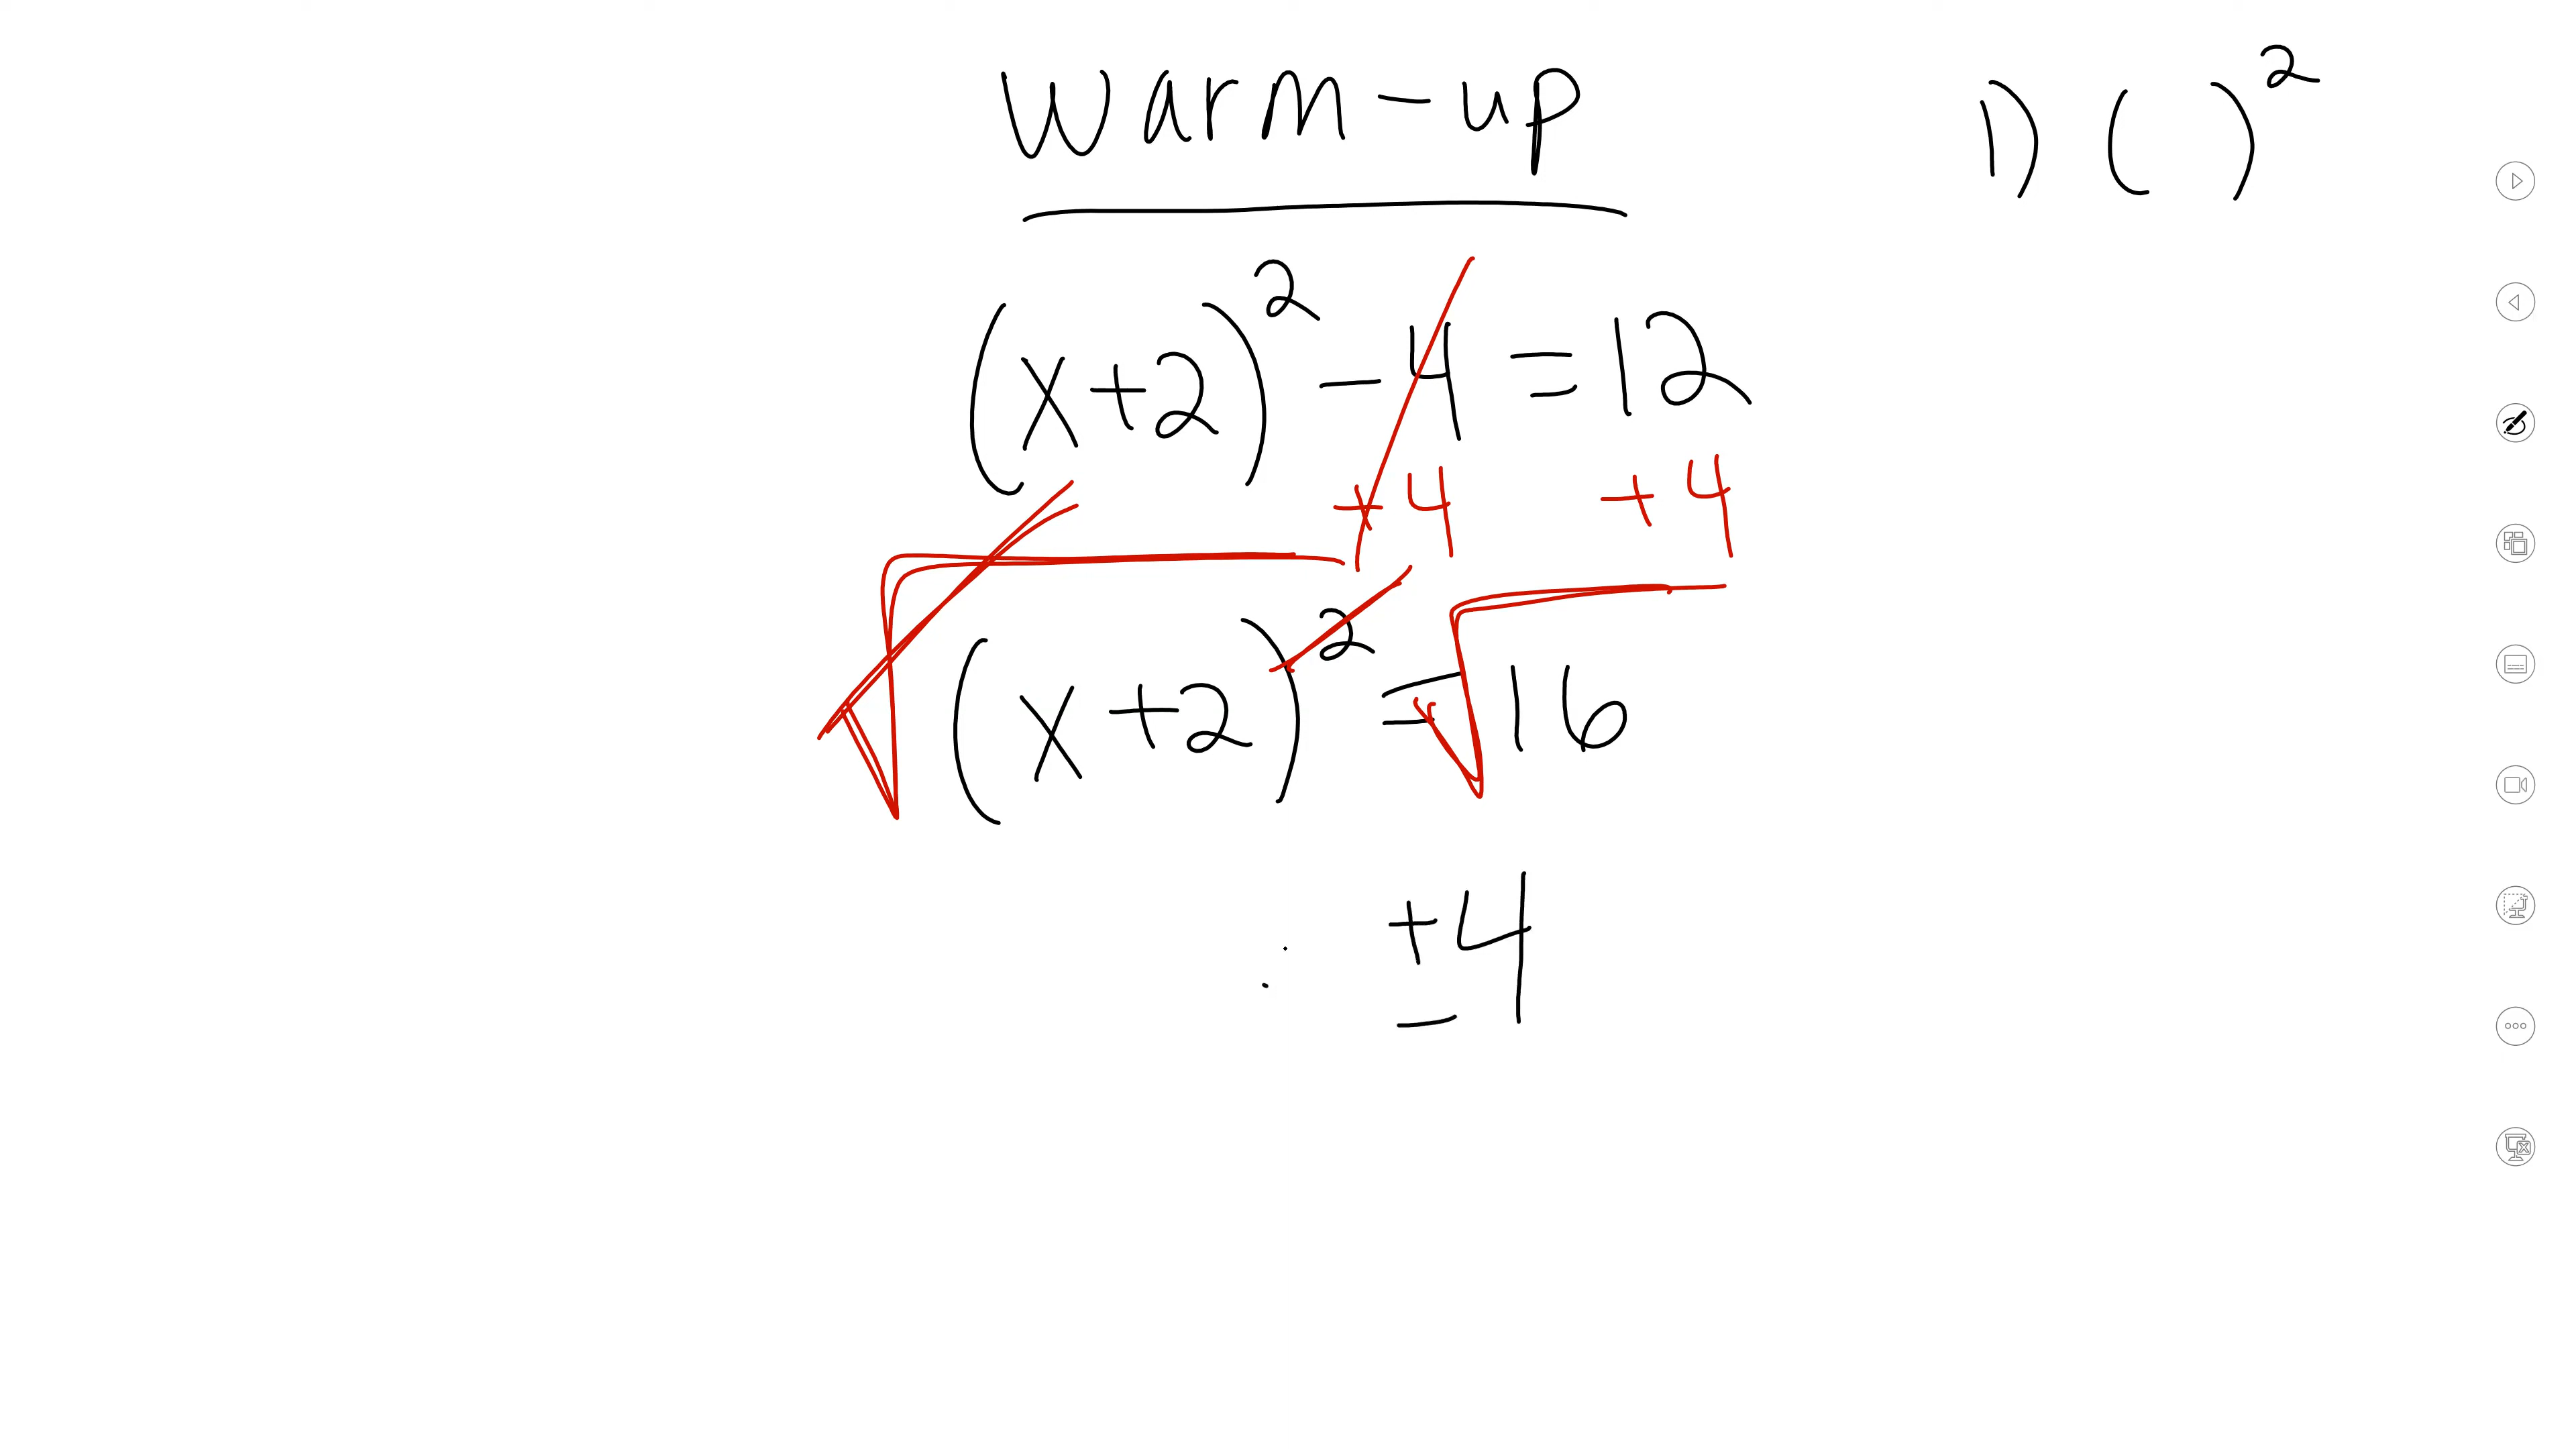 Warm-up
1) ( )²
(x+2)² - 4 = 12
+4 +4
√(x+2)² = √16
±4